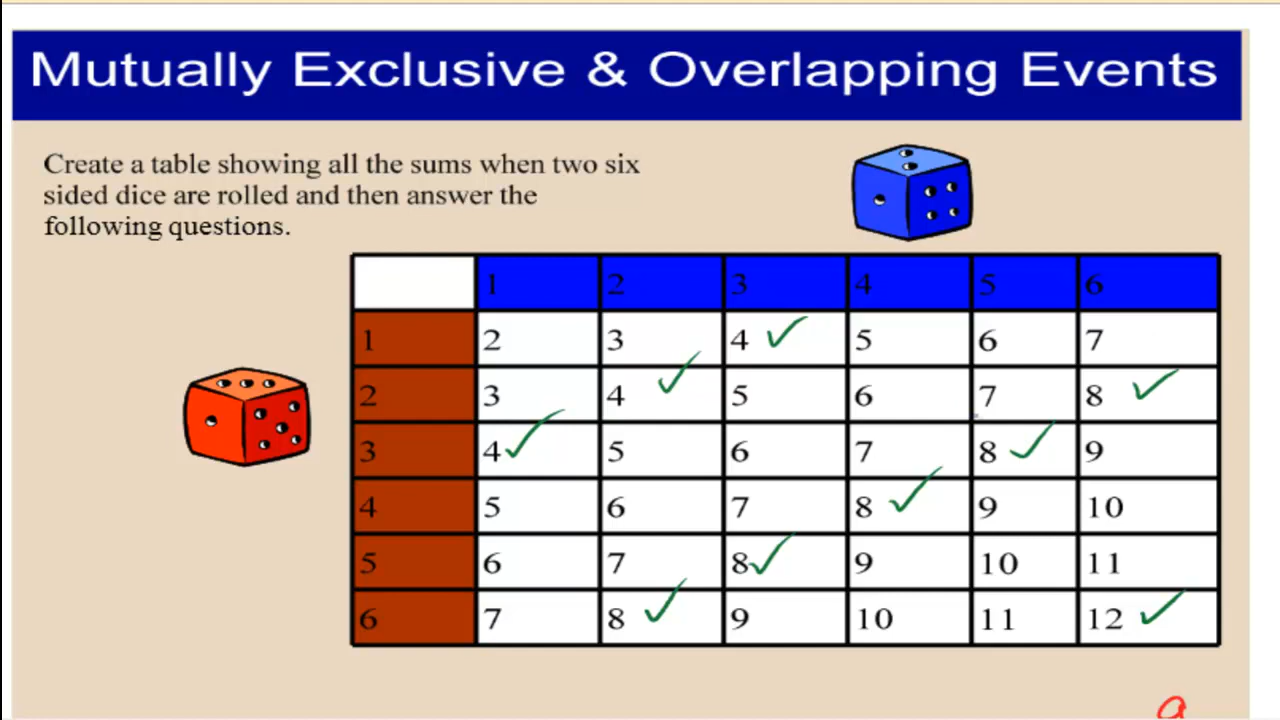 Mutually Exclusive & Overlapping Events
Create a table showing all the sums when two six
sided dice are rolled and then answer the
following questions.
1 2 3 4 5 6
1 2 3 4 ✓ 5 6 7
2 3 4 ✓ 5 6 7 8 ✓
3 4 ✓ 5 6 7 8 ✓ 9
4 5 6 7 8 ✓ 9 10
5 6 7 8 ✓ 9 10 11
6 7 8 ✓ 9 10 11 12 ✓